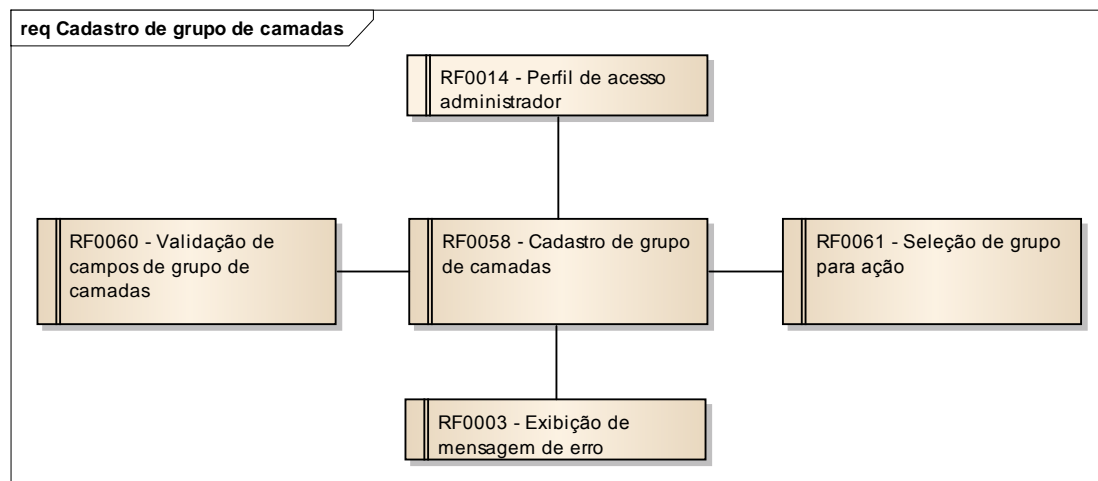 req Cadastro de grupo de camadas
RF0014 - Perfil de acesso
administrador
RF0060 - Validação de
campos de grupo de
camadas
RF0058 - Cadastro de grupo
de camadas
RF0061 - Seleção de grupo
para ação
RF0003 - Exibição de
mensagem de erro